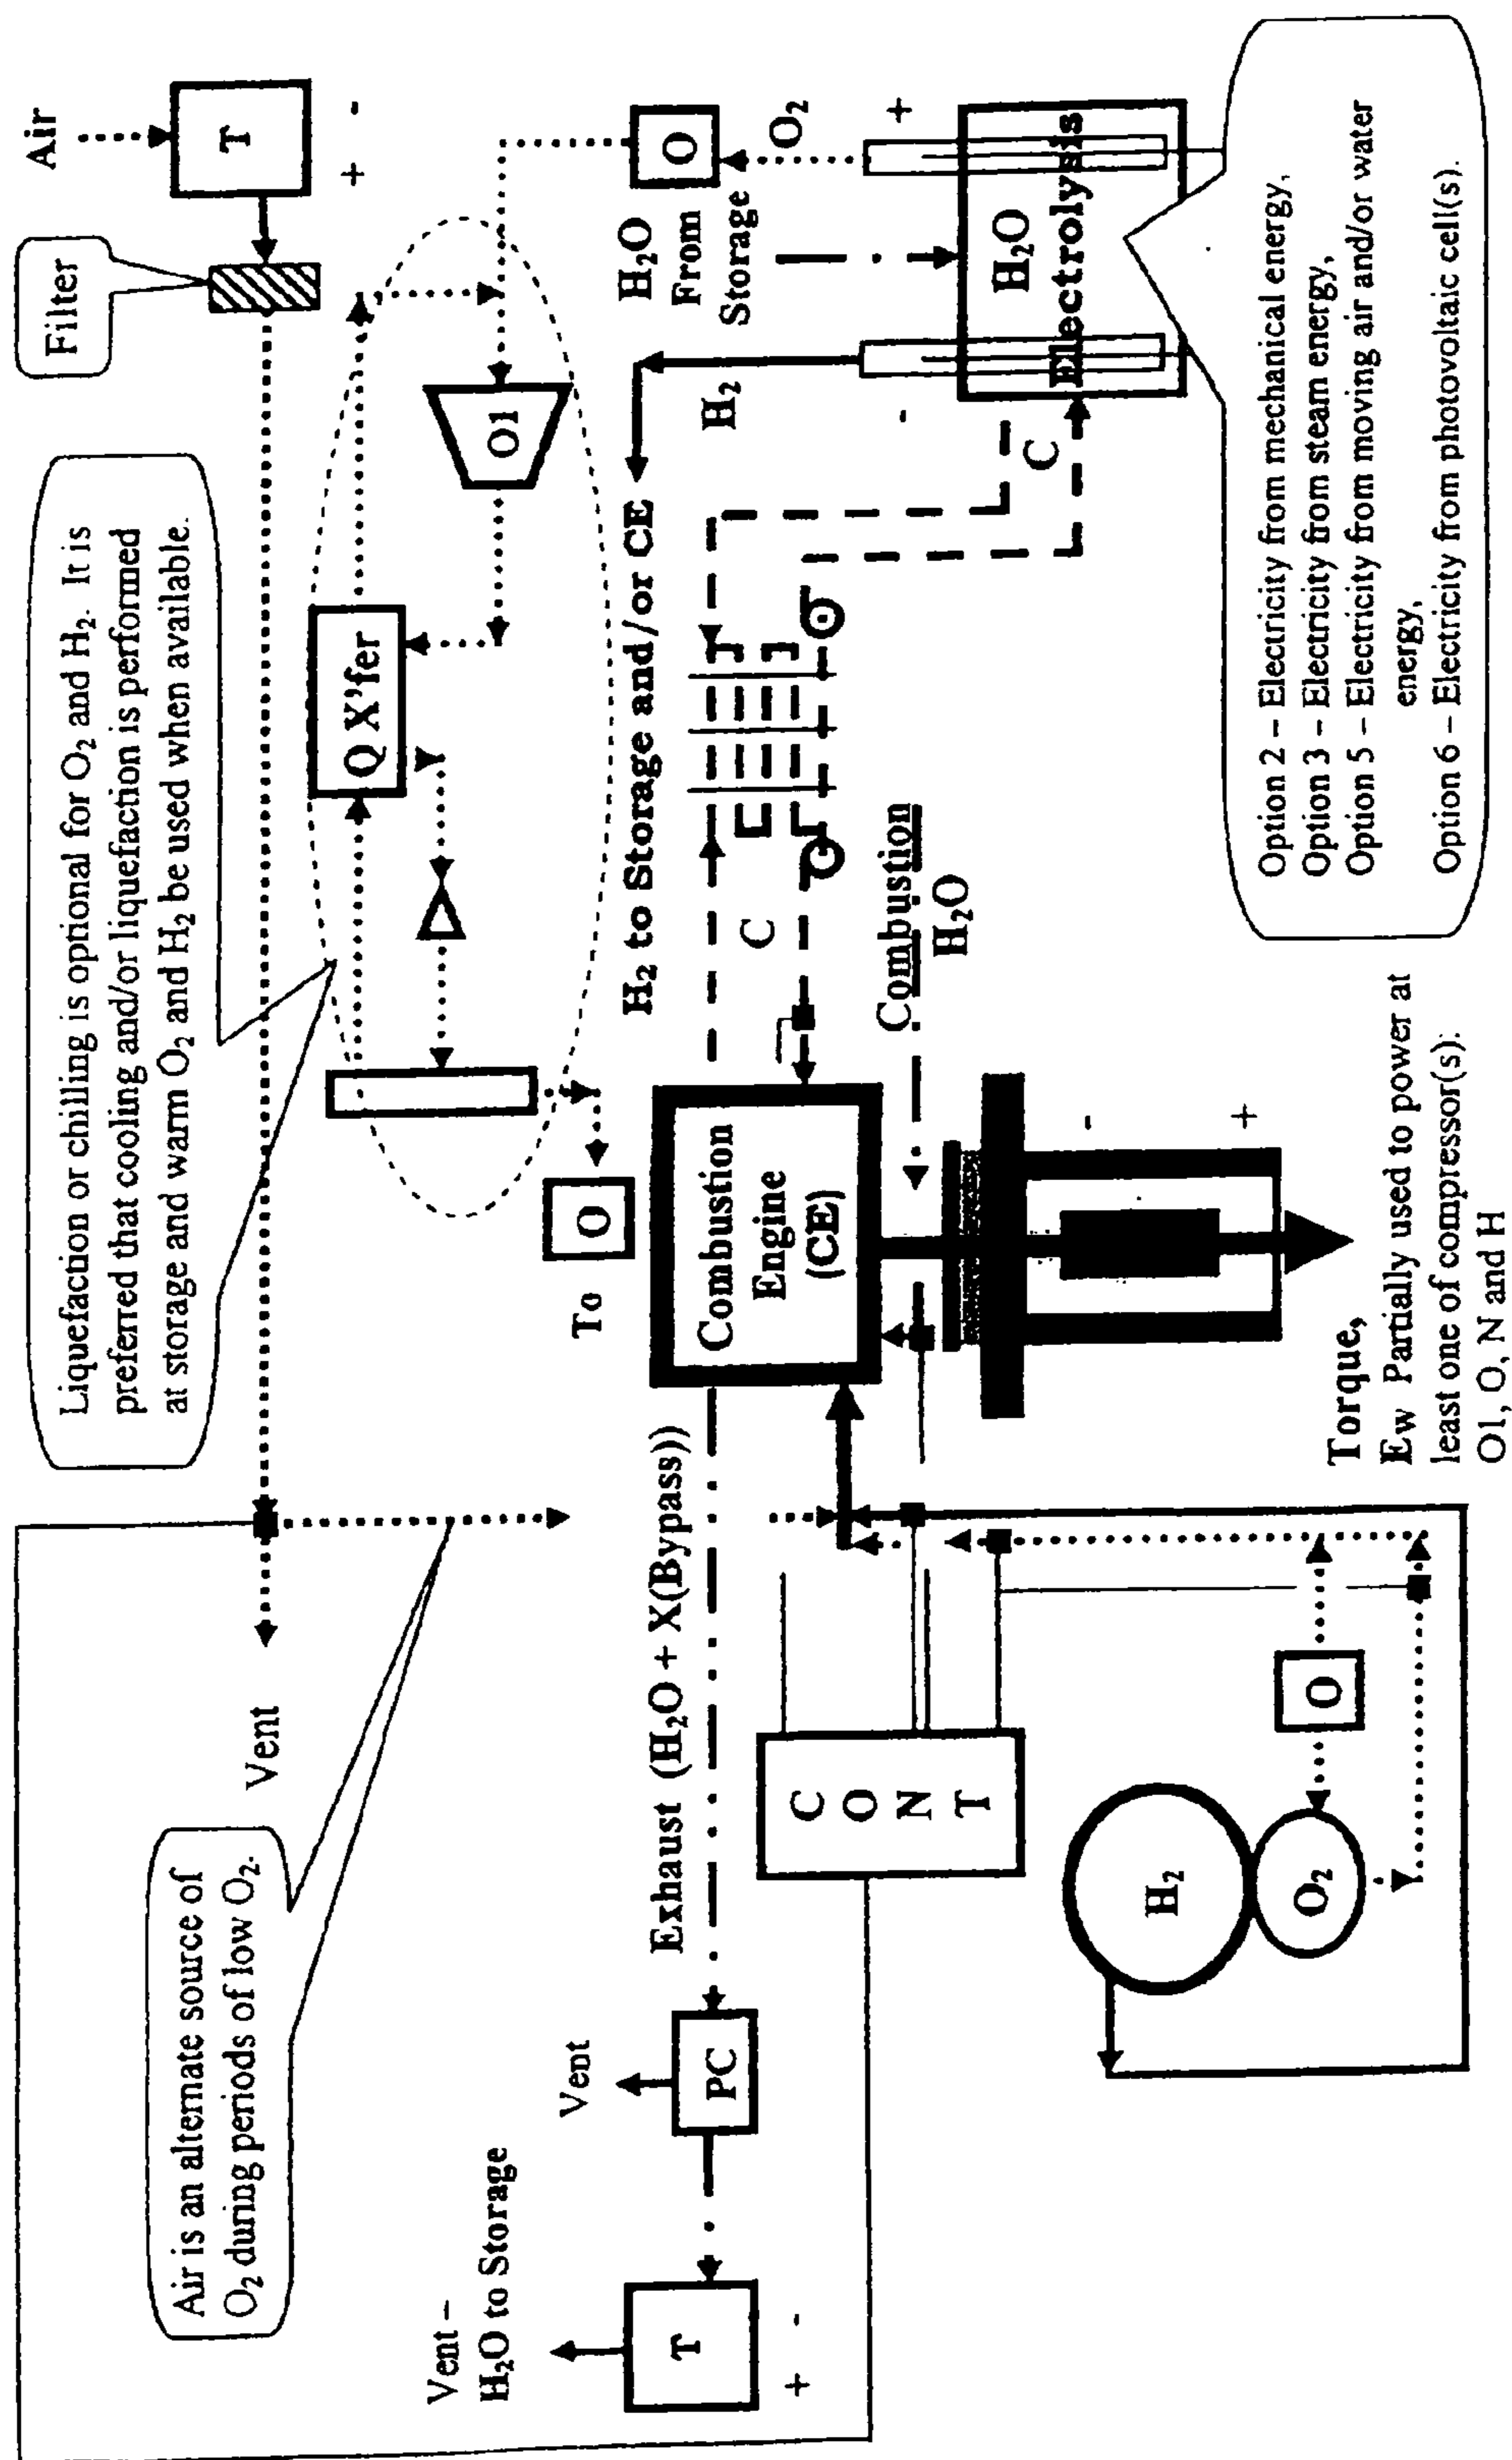 Air is an alternate source of
O₂ during periods of low O₂.
Liquefaction or chilling is optional for O₂ and H₂. It is
preferred that cooling and/or liquefaction is performed
at storage and warm O₂ and H₂ be used when available.
Filter
Air
T
+ -
Vent
Q X'fer
O1
To
O
H₂ to Storage and/or CE
H₂O
From
Storage
O
O₂
H₂
- +
H₂O
Electrolysis
C
C
Vent –
H₂O to Storage
T
+ -
Vent
PC
Exhaust (H₂O + X(Bypass))
Combustion
Engine
(CE)
Combustion
H₂O
C
O
N
T
H₂
O₂
O
-
+
Torque,
Ew Partially used to power at
least one of compressor(s):
O1, O, N and H
Option 2 – Electricity from mechanical energy,
Option 3 – Electricity from steam energy,
Option 5 – Electricity from moving air and/or water
energy,
Option 6 – Electricity from photovoltaic cell(s).